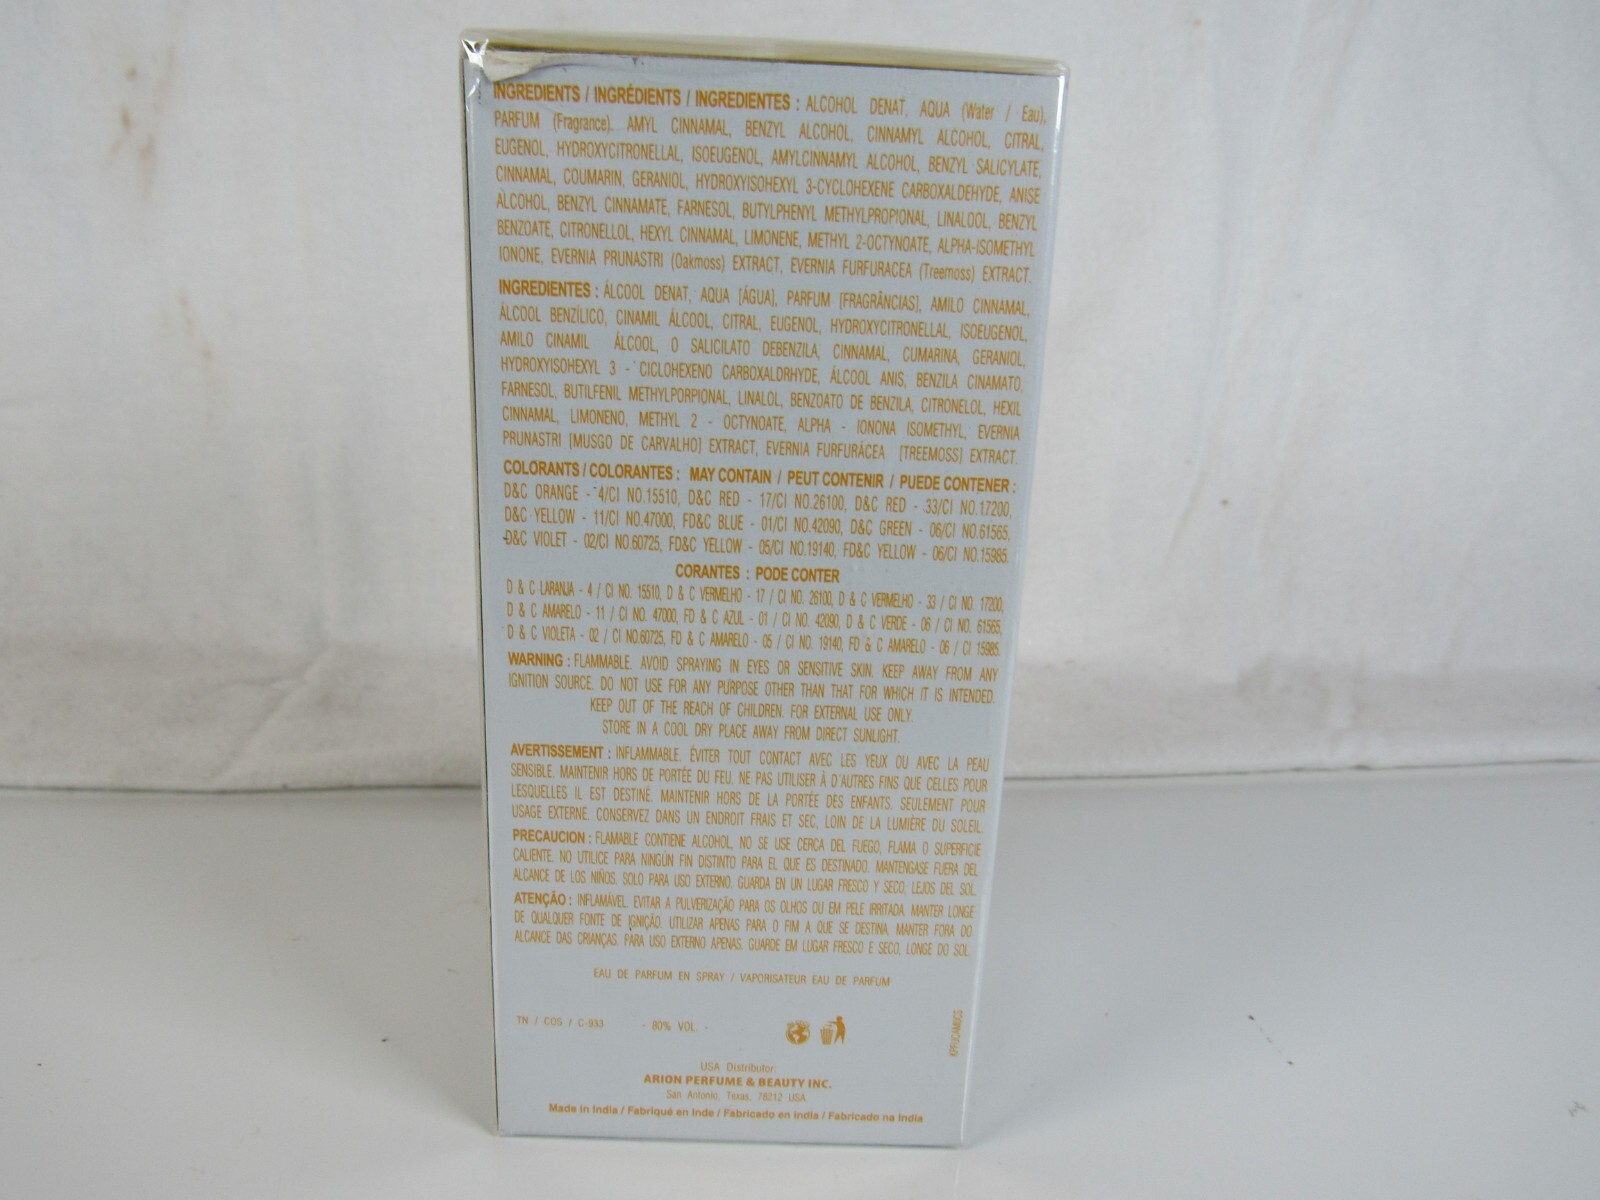 INGREDIENTS / INGRÉDIENTS / INGREDIENTES : ALCOHOL DENAT, AQUA (Water / Eau),
PARFUM (Fragrance). AMYL CINNAMAL, BENZYL ALCOHOL, CINNAMYL ALCOHOL, CITRAL,
EUGENOL, HYDROXYCITRONELLAL, ISOEUGENOL, AMYLCINNAMYL ALCOHOL, BENZYL SALICYLATE,
CINNAMAL, COUMARIN, GERANIOL, HYDROXYISOHEXYL 3-CYCLOHEXENE CARBOXALDEHYDE, ANISE
ALCOHOL, BENZYL CINNAMATE, FARNESOL, BUTYLPHENYL METHYLPROPIONAL, LINALOOL, BENZYL
BENZOATE, CITRONELLOL, HEXYL CINNAMAL, LIMONENE, METHYL 2-OCTYNOATE, ALPHA-ISOMETHYL
IONONE, EVERNIA PRUNASTRI (Oakmoss) EXTRACT, EVERNIA FURFURACEA (Treemoss) EXTRACT.
INGREDIENTES : ÁLCOOL DENAT, AQUA [ÁGUA], PARFUM [FRAGRÂNCIAS], AMILO CINNAMAL,
ÁLCOOL BENZÍLICO, CINAMIL ÁLCOOL, CITRAL, EUGENOL, HYDROXYCITRONELLAL, ISOEUGENOL,
AMILO CINAMIL ÁLCOOL, O SALICILATO DEBENZILA, CINNAMAL, CUMARINA, GERANIOL,
HYDROXYISOHEXYL 3 - CICLOHEXENO CARBOXALDRHYDE, ÁLCOOL ANIS, BENZILA CINAMATO,
FARNESOL, BUTILFENIL METHYLPORPIONAL, LINALOL, BENZOATO DE BENZILA, CITRONELOL, HEXIL
CINNAMAL, LIMONENO, METHYL 2 - OCTYNOATE, ALPHA - IONONA ISOMETHYL, EVERNIA
PRUNASTRI [MUSGO DE CARVALHO] EXTRACT, EVERNIA FURFURÁCEA [TREEMOSS] EXTRACT.
COLORANTS / COLORANTES : MAY CONTAIN / PEUT CONTENIR / PUEDE CONTENER :
D&C ORANGE - 4/CI NO.15510, D&C RED - 17/CI NO.26100, D&C RED - 33/CI NO.17200,
D&C YELLOW - 11/CI NO.47000, FD&C BLUE - 01/CI NO.42090, D&C GREEN - 06/CI NO.61565,
D&C VIOLET - 02/CI NO.60725, FD&C YELLOW - 05/CI NO.19140, FD&C YELLOW - 06/CI NO.15985.
CORANTES : PODE CONTER
D & C LARANJA - 4 / CI NO. 15510, D & C VERMELHO - 17 / CI NO. 26100, D & C VERMELHO - 33 / CI NO. 17200,
D & C AMARELO - 11 / CI NO. 47000, FD & C AZUL - 01 / CI NO. 42090, D & C VERDE - 06 / CI NO. 61565,
D & C VIOLETA - 02 / CI NO.60725, FD & C AMARELO - 05 / CI NO. 19140, FD & C AMARELO - 06 / CI 15985.
WARNING : FLAMMABLE. AVOID SPRAYING IN EYES OR SENSITIVE SKIN. KEEP AWAY FROM ANY
IGNITION SOURCE. DO NOT USE FOR ANY PURPOSE OTHER THAN THAT FOR WHICH IT IS INTENDED.
KEEP OUT OF THE REACH OF CHILDREN. FOR EXTERNAL USE ONLY.
STORE IN A COOL DRY PLACE AWAY FROM DIRECT SUNLIGHT.
AVERTISSEMENT : INFLAMMABLE. ÉVITER TOUT CONTACT AVEC LES YEUX OU AVEC LA PEAU
SENSIBLE. MAINTENIR HORS DE PORTÉE DU FEU. NE PAS UTILISER À D'AUTRES FINS QUE CELLES POUR
LESQUELLES IL EST DESTINÉ. MAINTENIR HORS DE LA PORTÉE DES ENFANTS. SEULEMENT POUR
USAGE EXTERNE. CONSERVEZ DANS UN ENDROIT FRAIS ET SEC, LOIN DE LA LUMIÈRE DU SOLEIL.
PRECAUCION : FLAMABLE CONTIENE ALCOHOL, NO SE USE CERCA DEL FUEGO, FLAMA O SUPERFICIE
CALIENTE. NO UTILICE PARA NINGÚN FIN DISTINTO PARA EL QUE ES DESTINADO. MANTENGASE FUERA DEL
ALCANCE DE LOS NIÑOS. SOLO PARA USO EXTERNO. GUARDA EN UN LUGAR FRESCO Y SECO, LEJOS DEL SOL.
ATENÇÃO : INFLAMÁVEL. EVITAR A PULVERIZAÇÃO PARA OS OLHOS OU EM PELE IRRITADA. MANTER LONGE
DE QUALQUER FONTE DE IGNIÇÃO. UTILIZAR APENAS PARA O FIM A QUE SE DESTINA. MANTER FORA DO
ALCANCE DAS CRIANÇAS. PARA USO EXTERNO APENAS. GUARDE EM LUGAR FRESCO E SECO, LONGE DO SOL.
EAU DE PARFUM EN SPRAY / VAPORISATEUR EAU DE PARFUM
TN / COS / C-933 - 80% VOL. -
USA Distributor:
ARION PERFUME & BEAUTY INC.
San Antonio, Texas, 78212 USA
Made in India / Fabriqué en Inde / Fabricado en india / Fabricado na India